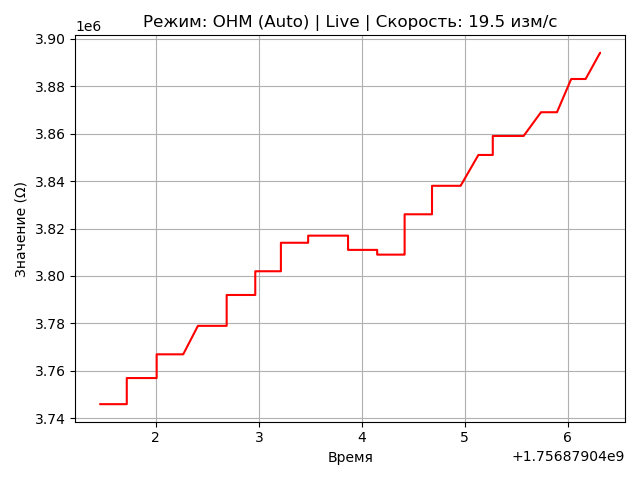 Режим: OHM (Auto) | Live | Скорость: 19.5 изм/с
1e6
3.90
3.88
3.86
3.84
3.82
3.80
3.78
3.76
3.74
Значение (Ω)
2 3 4 5 6
Время
+1.75687904e9